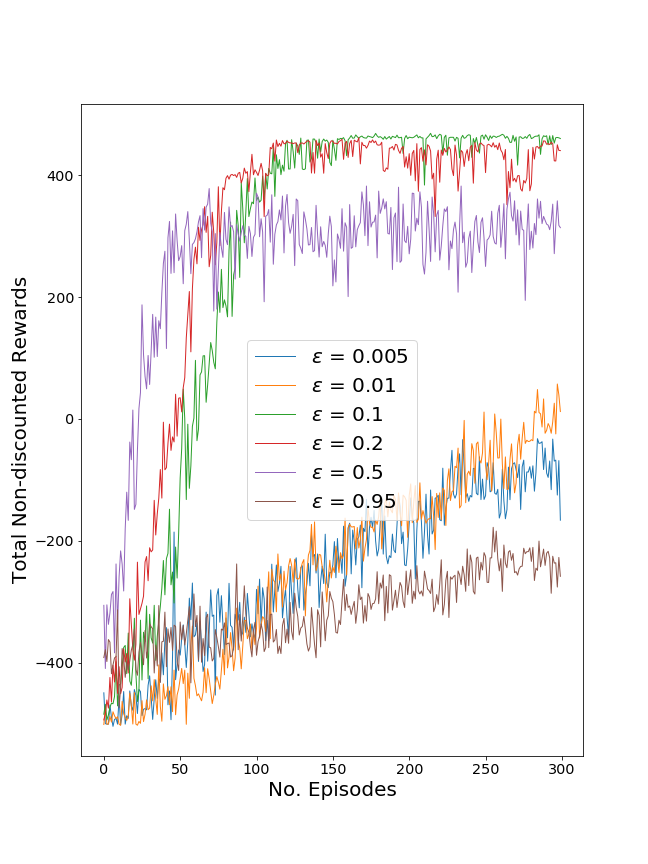 Total Non-discounted Rewards
400
200
0
−200
−400
ε = 0.005
ε = 0.01
ε = 0.1
ε = 0.2
ε = 0.5
ε = 0.95
0 50 100 150 200 250 300
No. Episodes